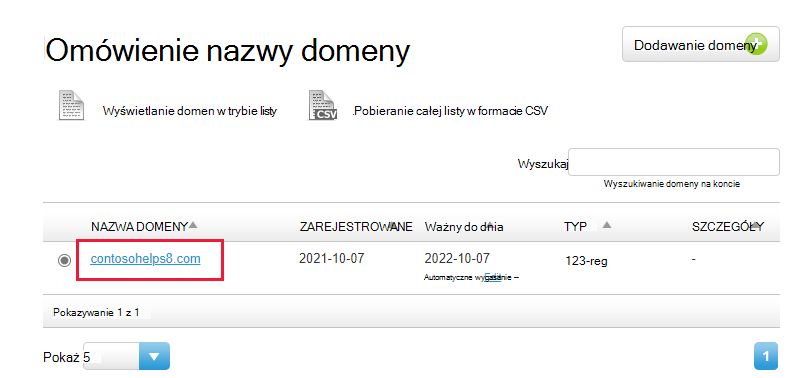 Omówienie nazwy domeny
Dodawanie domeny
Wyświetlanie domen w trybie listy
CSV
Pobieranie całej listy w formacie CSV
Wyszukaj
Wyszukiwanie domeny na koncie
NAZWA DOMENY ZAREJESTROWANE Ważny do dnia TYP SZCZEGÓŁY
contosohelps8.com 2021-10-07 2022-10-07 123-reg -
Automatyczne wygaśnie –
Pokazywanie 1 z 1
Pokaż 5
1